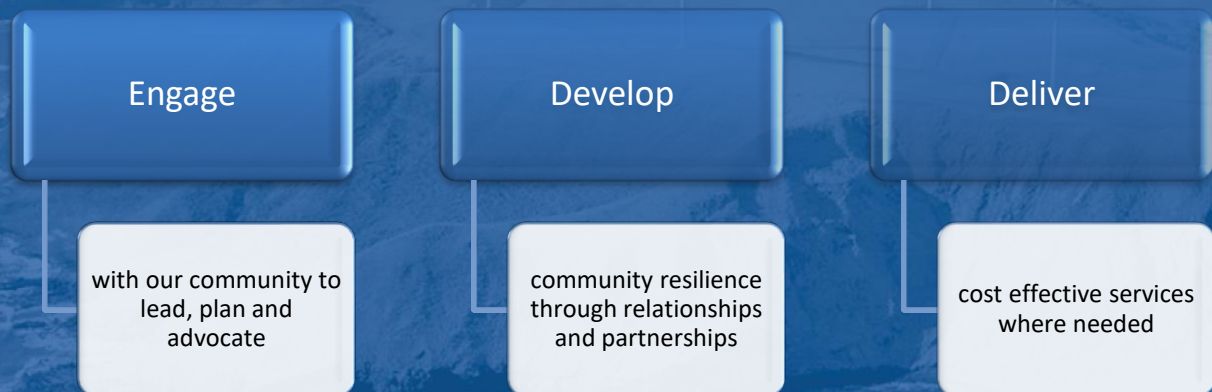 Engage
with our community to
lead, plan and
advocate
Develop
community resilience
through relationships
and partnerships
Deliver
cost effective services
where needed